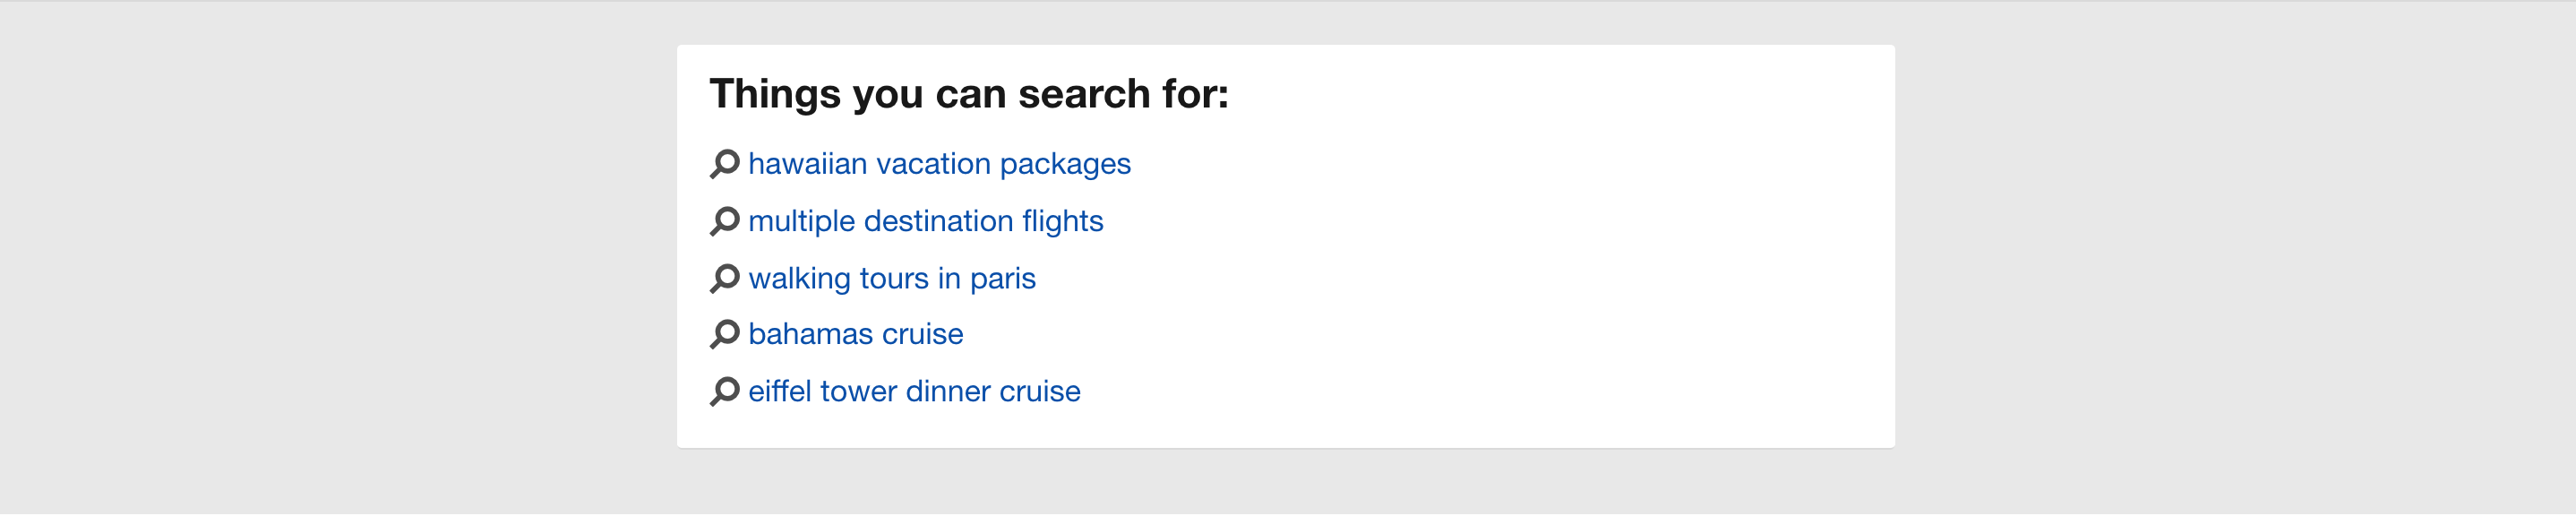 Things you can search for:
hawaiian vacation packages
multiple destination flights
walking tours in paris
bahamas cruise
eiffel tower dinner cruise